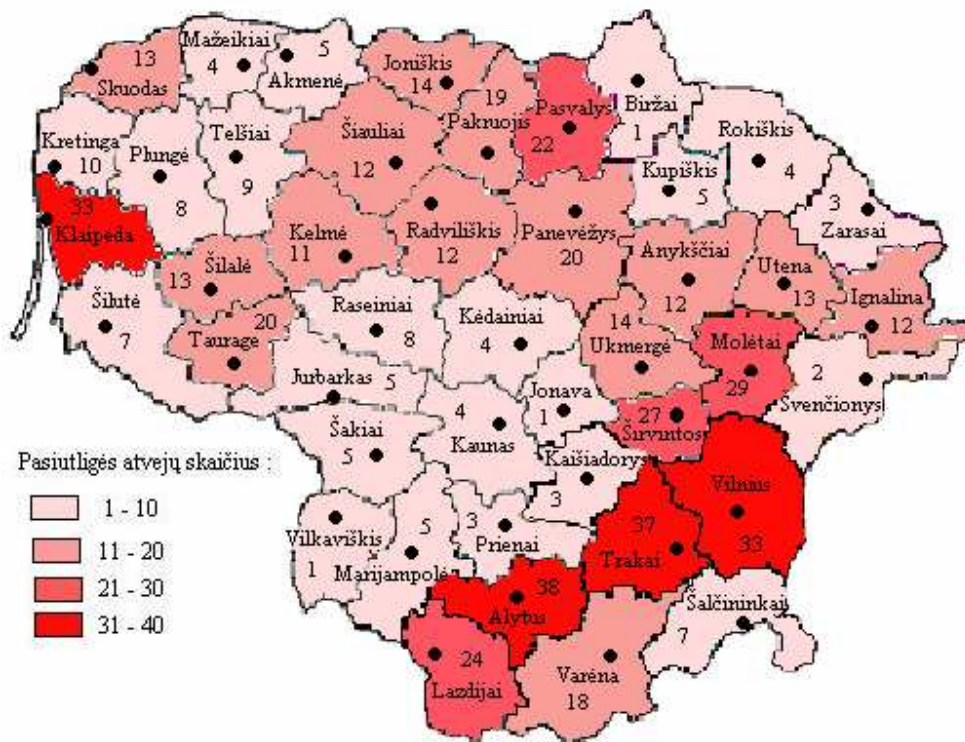 Mažeikiai
4
5
Akmenė
13
Skuodas
Joniškis
14
19
Pakruojis
Pasvalys
22
Biržai
1
Rokiškis
4
Kretinga
10
Plungė
8
Telšiai
9
Šiauliai
12
Kupiškis
5
3
Zarasai
33
Klaipėda
Kelmė
11
Radviliškis
12
Panevėžys
20
Anykščiai
12
Utena
13
Ignalina
12
Šilalė
13
Šilutė
7
20
Tauragė
Raseiniai
8
Kėdainiai
4
14
Ukmergė
Molėtai
29
2
Švenčionys
Jurbarkas
5
Jonava
1
27
Širvintos
Šakiai
5
4
Kaunas
Kaišiadorys
3
Vilnius
33
Pasiutligės atvejų skaičius :
1 - 10
11 - 20
21 - 30
31 - 40
Vilkaviškis
1
5
Marijampolė
3
Prienai
37
Trakai
38
Alytus
Šalčininkai
7
24
Lazdijai
Varėna
18